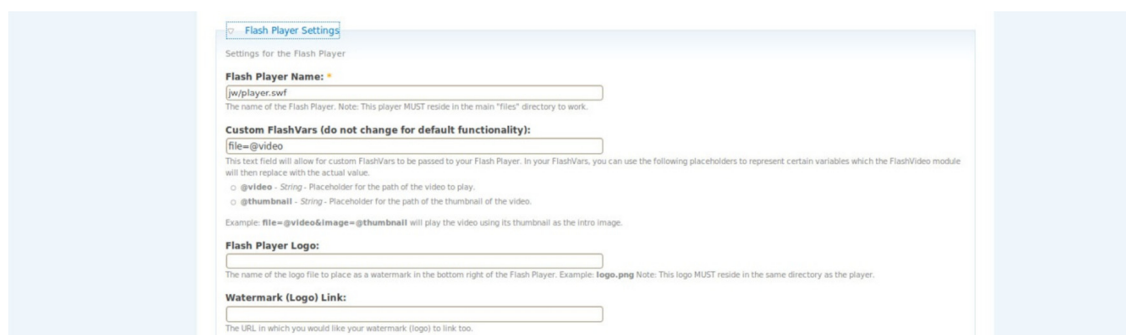 Flash Player Settings
Settings for the Flash Player
Flash Player Name: *
jw/player.swf
The name of the Flash Player. Note: This player MUST reside in the main "files" directory to work.
Custom FlashVars (do not change for default functionality):
file=@video
This text field will allow for custom FlashVars to be passed to your Flash Player. In your FlashVars, you can use the following placeholders to represent certain variables which the FlashVideo module
will then replace with the actual value.
@video - String - Placeholder for the path of the video to play.
@thumbnail - String - Placeholder for the path of the thumbnail of the video.
Example: file=@video&image=@thumbnail will play the video using its thumbnail as the intro image.
Flash Player Logo:
The name of the logo file to place as a watermark in the bottom right of the Flash Player. Example: logo.png Note: This logo MUST reside in the same directory as the player.
Watermark (Logo) Link:
The URL in which you would like your watermark (logo) to link too.